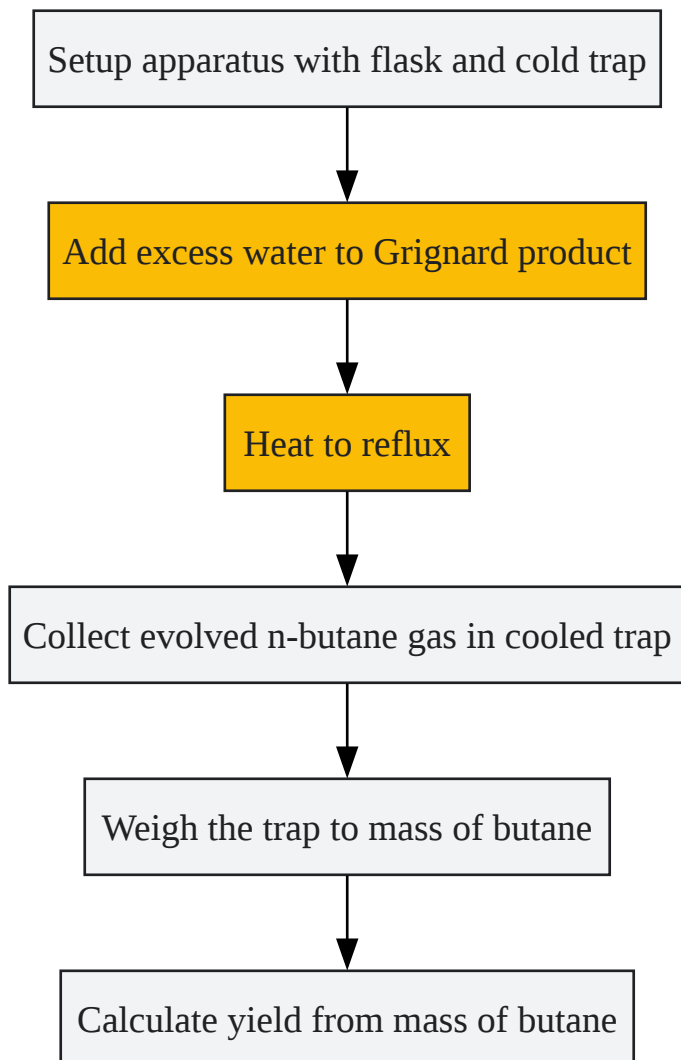 Setup apparatus with flask and cold trap
Add excess water to Grignard product
Heat to reflux
Collect evolved n-butane gas in cooled trap
Weigh the trap to mass of butane
Calculate yield from mass of butane